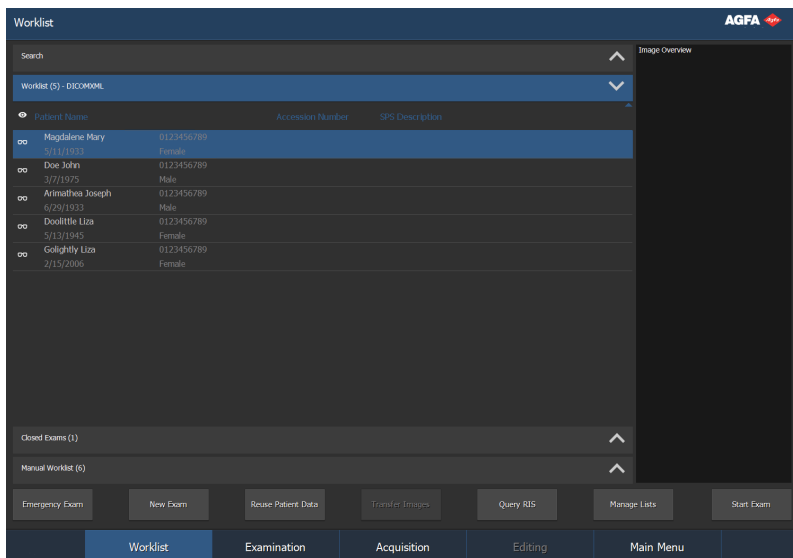 Worklist
AGFA
Search
Image Overview
Worklist (5) - DICOMXML
Patient Name Accession Number SPS Description
Magdalene Mary 0123456789
5/11/1933 Female
Doe John 0123456789
3/7/1975 Male
Arimathea Joseph 0123456789
6/29/1933 Male
Doolittle Liza 0123456789
5/13/1945 Female
Golightly Liza 0123456789
2/15/2006 Female
Closed Exams (1)
Manual Worklist (6)
Emergency Exam New Exam Reuse Patient Data Transfer Images Query RIS Manage Lists Start Exam
Worklist Examination Acquisition Editing Main Menu